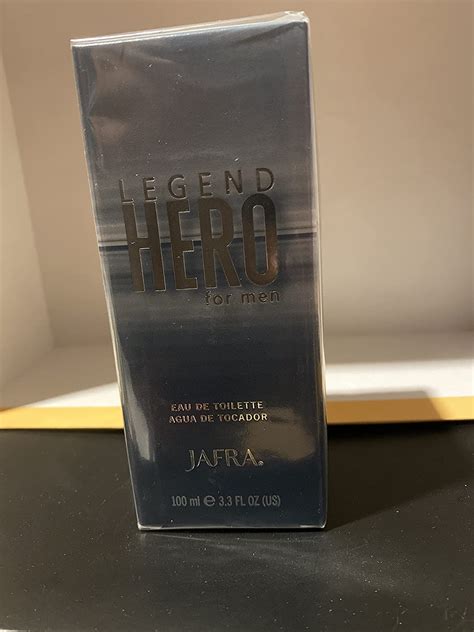 LEGEND
HERO
for men
EAU DE TOILETTE
AGUA DE TOCADOR
JAFRA®
100 ml ℮ 3.3 FL OZ (US)